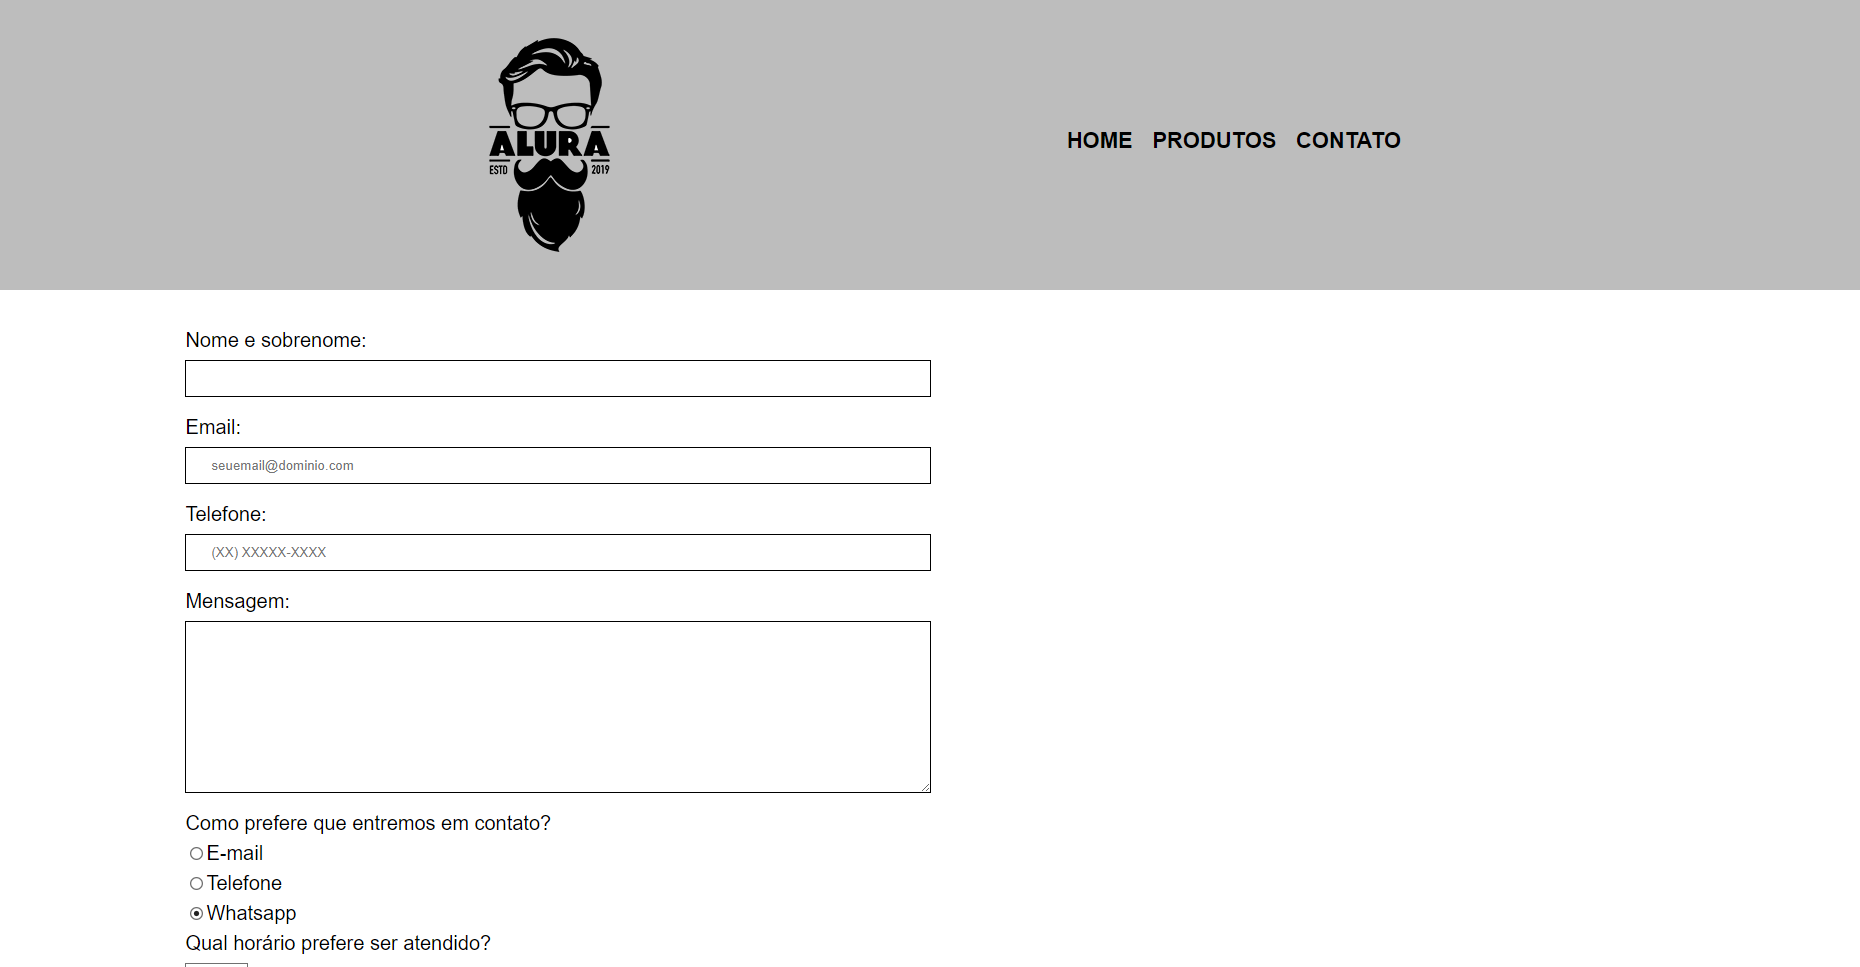 ALURA
ESTD 2019
HOME PRODUTOS CONTATO
Nome e sobrenome:
Email:
seuemail@dominio.com
Telefone:
(XX) XXXXX-XXXX
Mensagem:
Como prefere que entremos em contato?
E-mail
Telefone
Whatsapp
Qual horário prefere ser atendido?